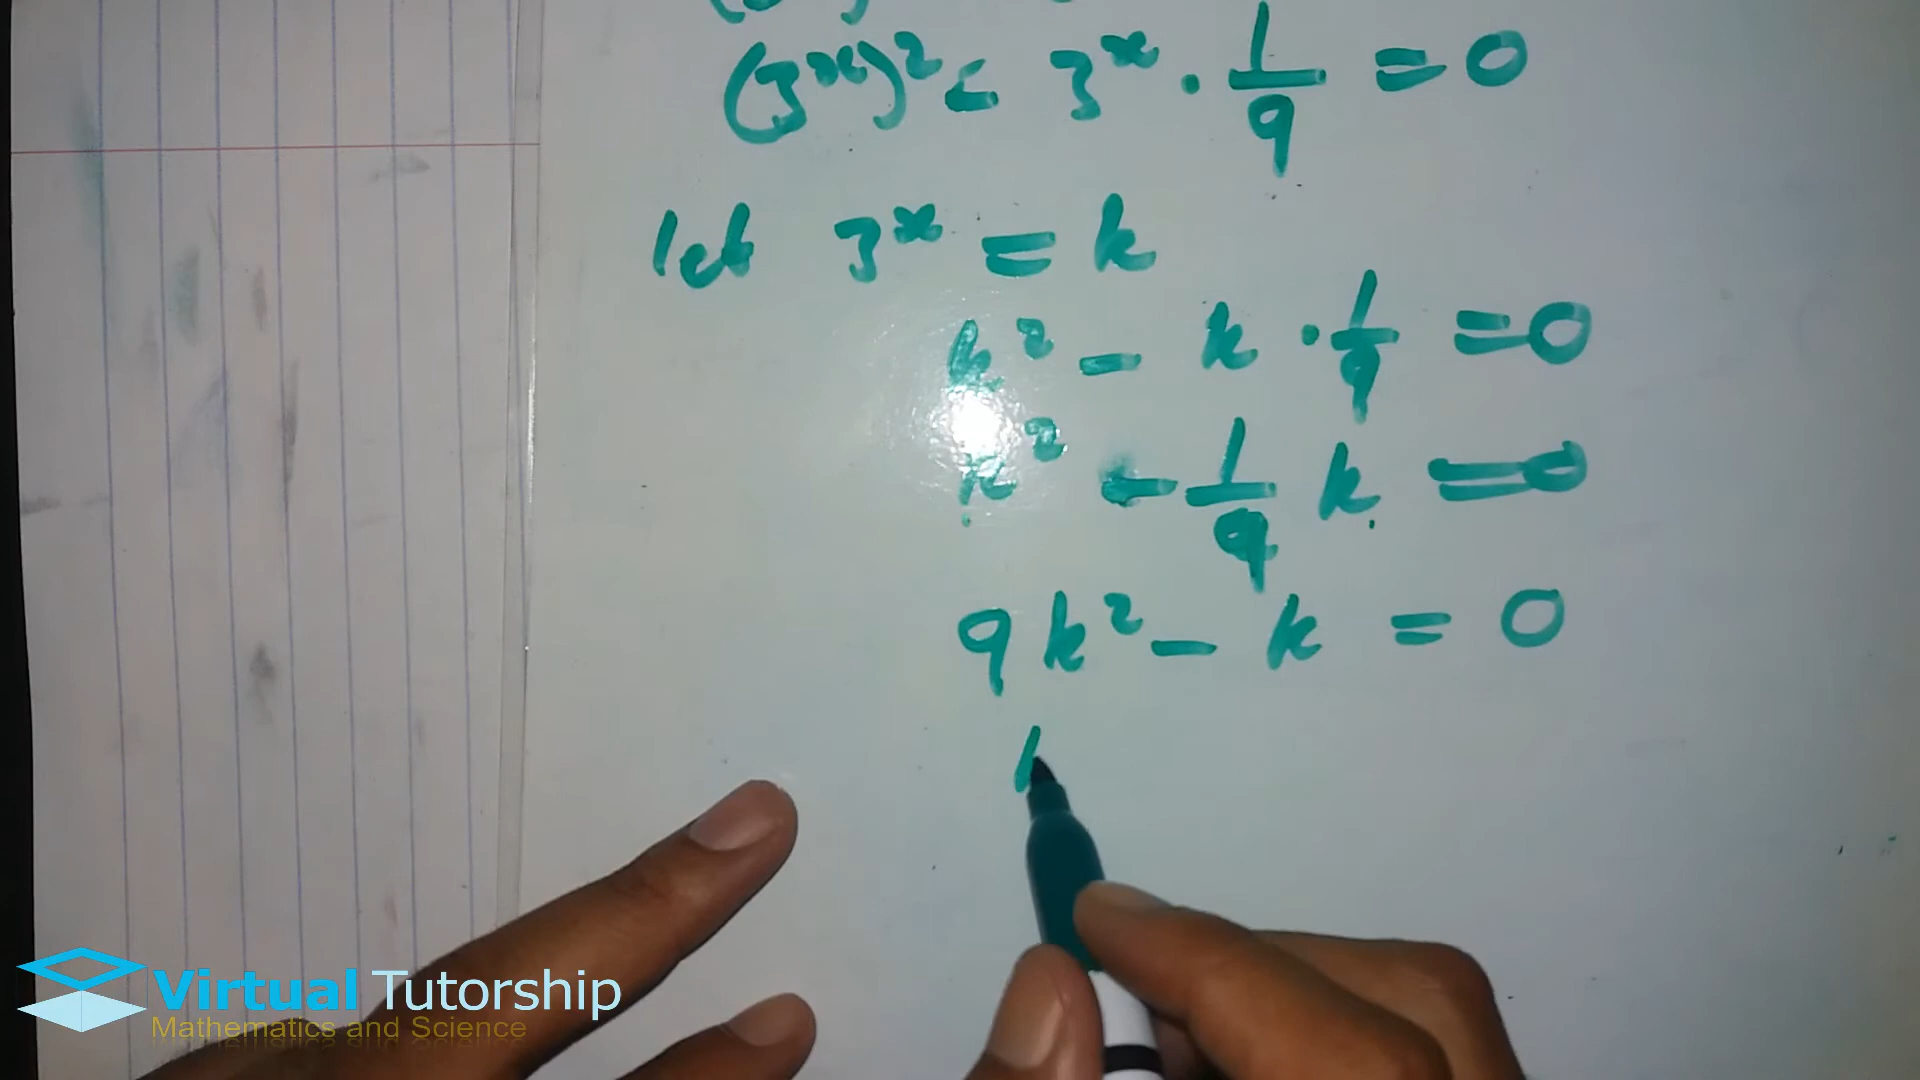 (3ˣ)² - 3ˣ · 1/9 = 0
let 3ˣ = k
k² - k · 1/9 = 0
k² - 1/9 k = 0
9k² - k = 0
Virtual Tutorship
Mathematics and Science